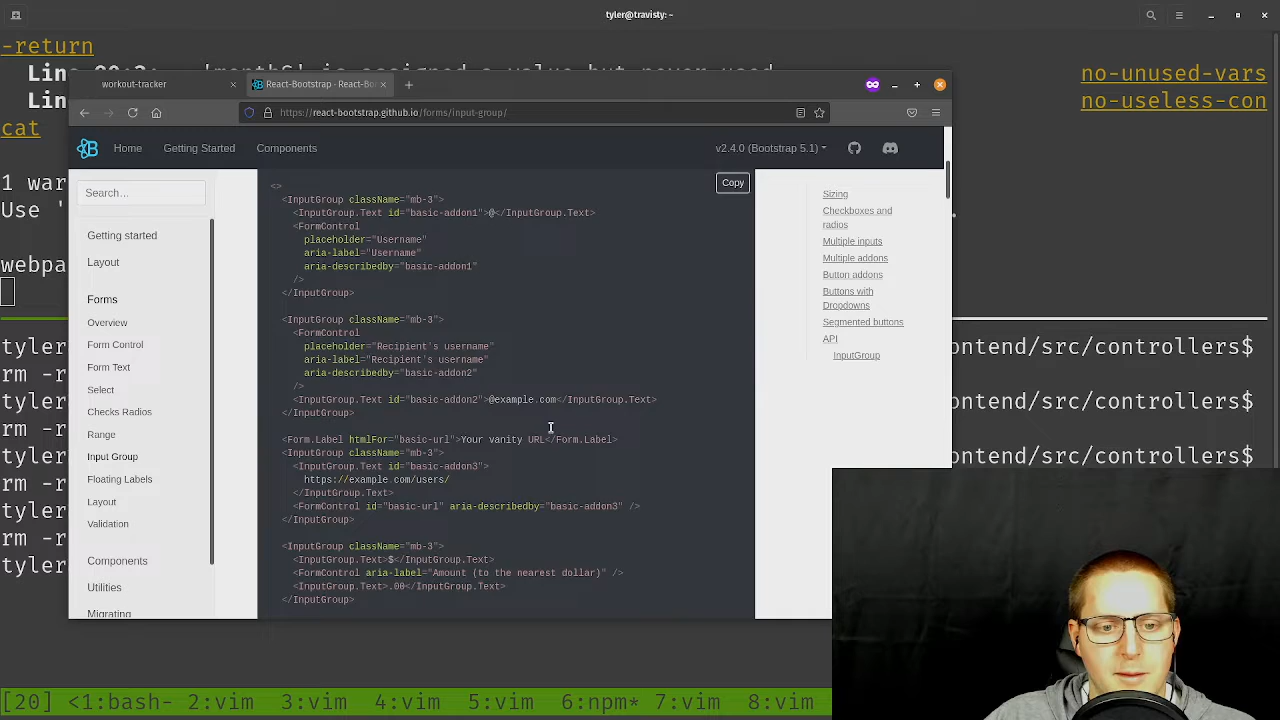 tyler@travisty: ~
-return
Line 90:2: 'monthS' is assigned a value but never used
no-unused-vars
Lin
no-useless-con
cat
1 war
Use '
webpa
workout-tracker
React-Bootstrap · React-Bo
https://react-bootstrap.github.io/forms/input-group/
Home
Getting Started
Components
v2.4.0 (Bootstrap 5.1)
Search…
Getting started
Layout
Forms
Overview
Form Control
Form Text
Select
Checks Radios
Range
Input Group
Floating Labels
Layout
Validation
Components
Utilities
Migrating
Copy
<>
<InputGroup className="mb-3">
<InputGroup.Text id="basic-addon1">@</InputGroup.Text>
<FormControl
placeholder="Username"
aria-label="Username"
aria-describedby="basic-addon1"
/>
</InputGroup>
<InputGroup className="mb-3">
<FormControl
placeholder="Recipient's username"
aria-label="Recipient's username"
aria-describedby="basic-addon2"
/>
<InputGroup.Text id="basic-addon2">@example.com</InputGroup.Text>
</InputGroup>
<Form.Label htmlFor="basic-url">Your vanity URL</Form.Label>
<InputGroup className="mb-3">
<InputGroup.Text id="basic-addon3">
https://example.com/users/
</InputGroup.Text>
<FormControl id="basic-url" aria-describedby="basic-addon3" />
</InputGroup>
<InputGroup className="mb-3">
<InputGroup.Text>$</InputGroup.Text>
<FormControl aria-label="Amount (to the nearest dollar)" />
<InputGroup.Text>.00</InputGroup.Text>
</InputGroup>
Sizing
Checkboxes and
radios
Multiple inputs
Multiple addons
Button addons
Buttons with
Dropdowns
Segmented buttons
API
InputGroup
tyler
ontend/src/controllers$
rm -r
tyler
ontend/src/controllers$
rm -r
tyler
ontend/src/controllers$
rm -r
tyler
rm -r
tyler
[20] <1:bash- 2:vim 3:vim 4:vim 5:vim 6:npm* 7:vim 8:vim